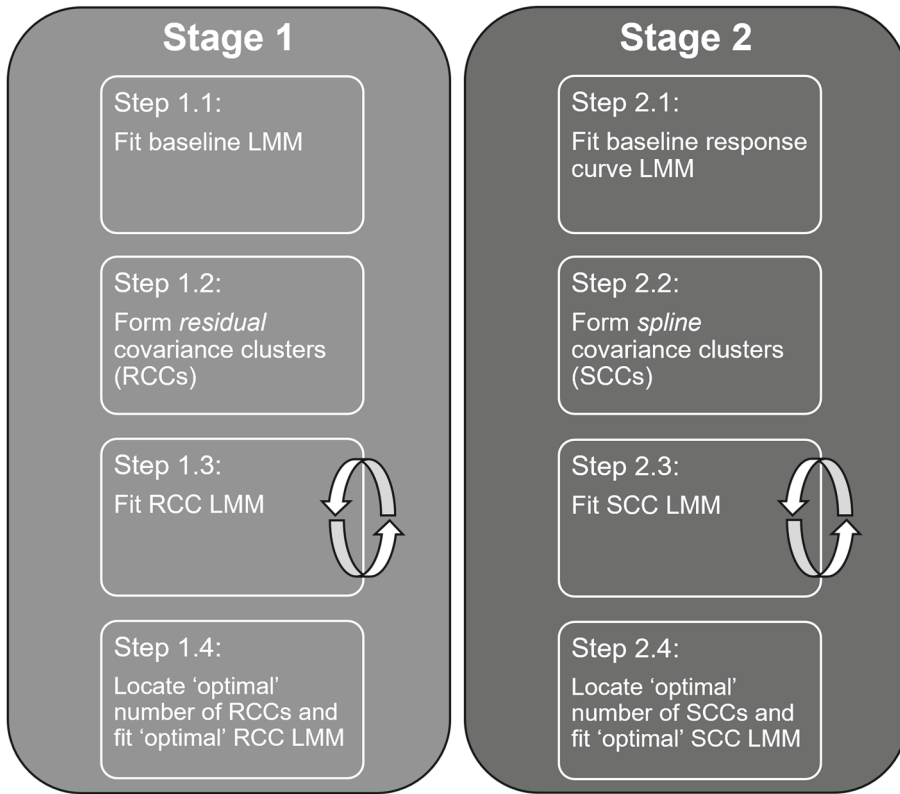 Stage 1
Step 1.1:
Fit baseline LMM
Step 1.2:
Form residual
covariance clusters
(RCCs)
Step 1.3:
Fit RCC LMM
Step 1.4:
Locate ‘optimal’
number of RCCs and
fit ‘optimal’ RCC LMM
Stage 2
Step 2.1:
Fit baseline response
curve LMM
Step 2.2:
Form spline
covariance clusters
(SCCs)
Step 2.3:
Fit SCC LMM
Step 2.4:
Locate ‘optimal’
number of SCCs and
fit ‘optimal’ SCC LMM